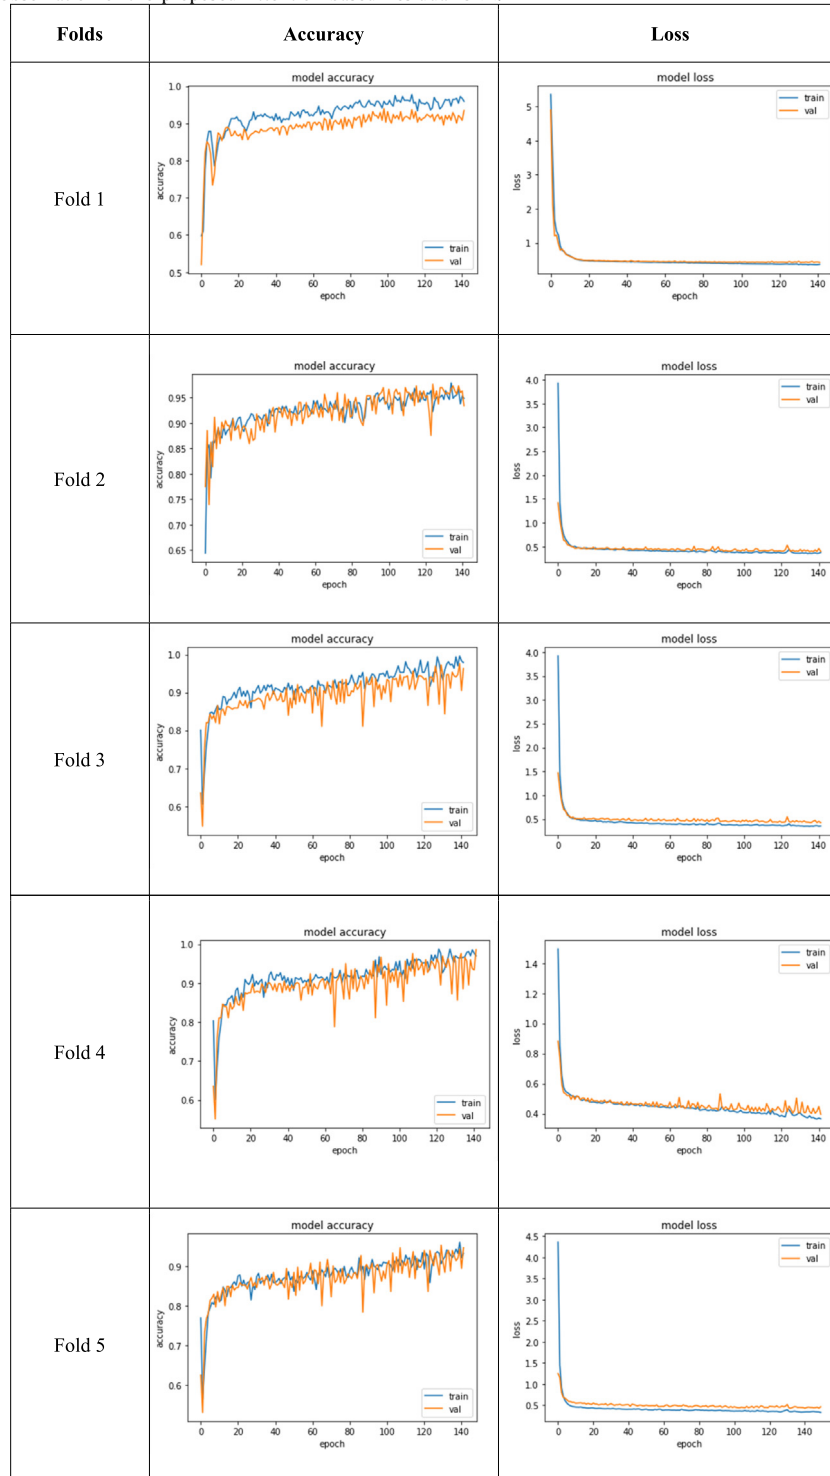 Folds Accuracy Loss
Fold 1
model accuracy
1.0
0.9
0.8
0.7
0.6
0.5
accuracy
0 20 40 60 80 100 120 140
epoch
train
val
model loss
5
4
3
2
1
loss
0 20 40 60 80 100 120 140
epoch
train
val
Fold 2
model accuracy
0.95
0.90
0.85
0.80
0.75
0.70
0.65
accuracy
0 20 40 60 80 100 120 140
epoch
train
val
model loss
4.0
3.5
3.0
2.5
2.0
1.5
1.0
0.5
loss
0 20 40 60 80 100 120 140
epoch
train
val
Fold 3
model accuracy
1.0
0.9
0.8
0.7
0.6
accuracy
0 20 40 60 80 100 120 140
epoch
train
val
model loss
4.0
3.5
3.0
2.5
2.0
1.5
1.0
0.5
loss
0 20 40 60 80 100 120 140
epoch
train
val
Fold 4
model accuracy
1.0
0.9
0.8
0.7
0.6
accuracy
0 20 40 60 80 100 120 140
epoch
train
val
model loss
1.4
1.2
1.0
0.8
0.6
0.4
loss
0 20 40 60 80 100 120 140
epoch
train
val
Fold 5
model accuracy
0.9
0.8
0.7
0.6
accuracy
0 20 40 60 80 100 120 140
epoch
train
val
model loss
4.5
4.0
3.5
3.0
2.5
2.0
1.5
1.0
0.5
loss
0 20 40 60 80 100 120 140
epoch
train
val